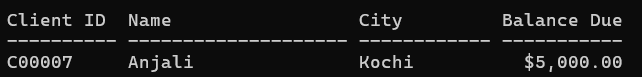 Client ID  Name                 City         Balance Due
---------- -------------------- ------------ -----------
C00007     Anjali               Kochi          $5,000.00